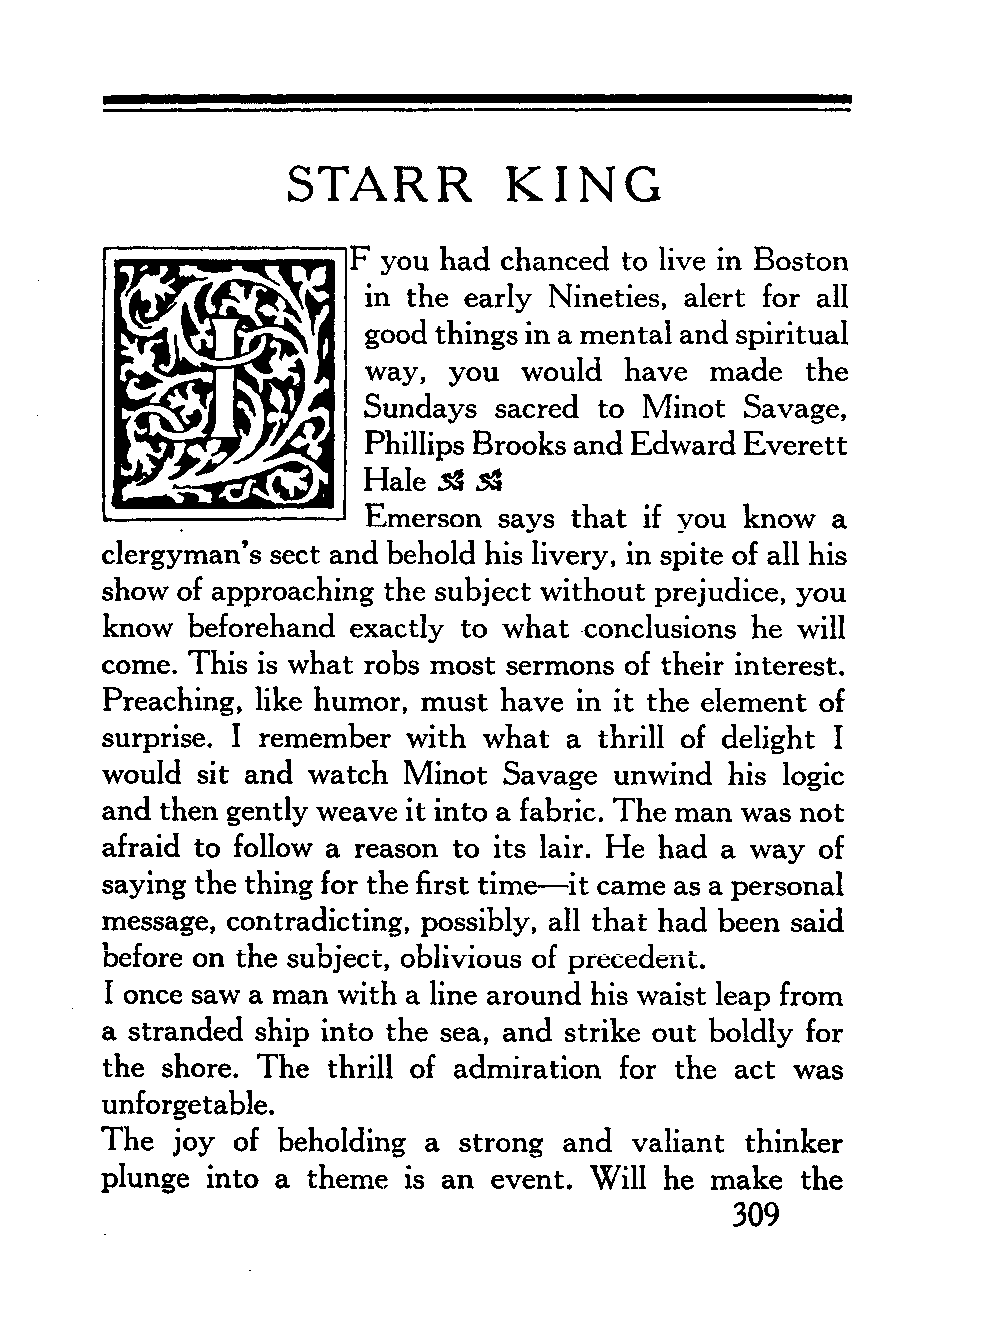 STARR KING
IF you had chanced to live in Boston
in the early Nineties, alert for all
good things in a mental and spiritual
way, you would have made the
Sundays sacred to Minot Savage,
Phillips Brooks and Edward Everett
Hale
Emerson says that if you know a
clergyman's sect and behold his livery, in spite of all his
show of approaching the subject without prejudice, you
know beforehand exactly to what conclusions he will
come. This is what robs most sermons of their interest.
Preaching, like humor, must have in it the element of
surprise. I remember with what a thrill of delight I
would sit and watch Minot Savage unwind his logic
and then gently weave it into a fabric. The man was not
afraid to follow a reason to its lair. He had a way of
saying the thing for the first time—it came as a personal
message, contradicting, possibly, all that had been said
before on the subject, oblivious of precedent.
I once saw a man with a line around his waist leap from
a stranded ship into the sea, and strike out boldly for
the shore. The thrill of admiration for the act was
unforgetable.
The joy of beholding a strong and valiant thinker
plunge into a theme is an event. Will he make the
309